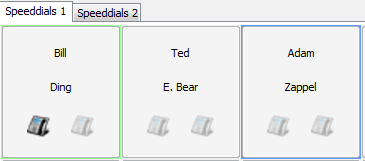 Speeddials 1 Speeddials 2
Bill Ted Adam
Ding E. Bear Zappel